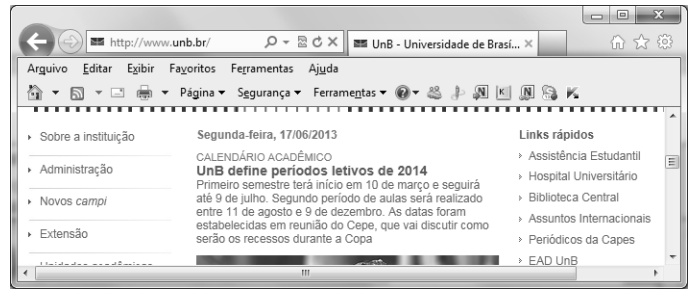 http://www.unb.br/
UnB - Universidade de Brasí...
Arquivo Editar Exibir Favoritos Ferramentas Ajuda
Página Segurança Ferramentas
Sobre a instituição
Administração
Novos campi
Extensão
Unidades acadêmicas
Segunda-feira, 17/06/2013
CALENDÁRIO ACADÊMICO
UnB define períodos letivos de 2014
Primeiro semestre terá início em 10 de março e seguirá
até 9 de julho. Segundo período de aulas será realizado
entre 11 de agosto e 9 de dezembro. As datas foram
estabelecidas em reunião do Cepe, que vai discutir como
serão os recessos durante a Copa
Links rápidos
Assistência Estudantil
Hospital Universitário
Biblioteca Central
Assuntos Internacionais
Periódicos da Capes
EAD UnB